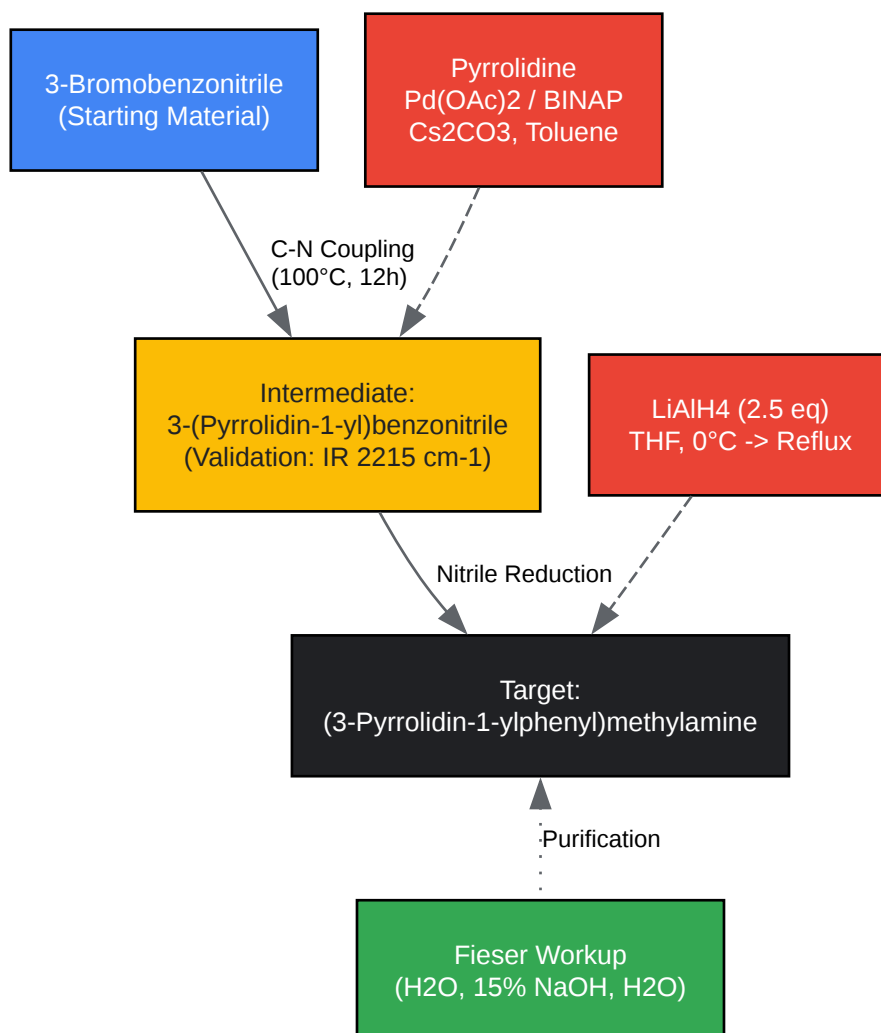 3-Bromobenzonitrile
(Starting Material)
Pyrrolidine
Pd(OAc)2 / BINAP
Cs2CO3, Toluene
C-N Coupling
(100°C, 12h)
Intermediate:
3-(Pyrrolidin-1-yl)benzonitrile
(Validation: IR 2215 cm-1)
LiAlH4 (2.5 eq)
THF, 0°C -> Reflux
Nitrile Reduction
Target:
(3-Pyrrolidin-1-ylphenyl)methylamine
Purification
Fieser Workup
(H2O, 15% NaOH, H2O)